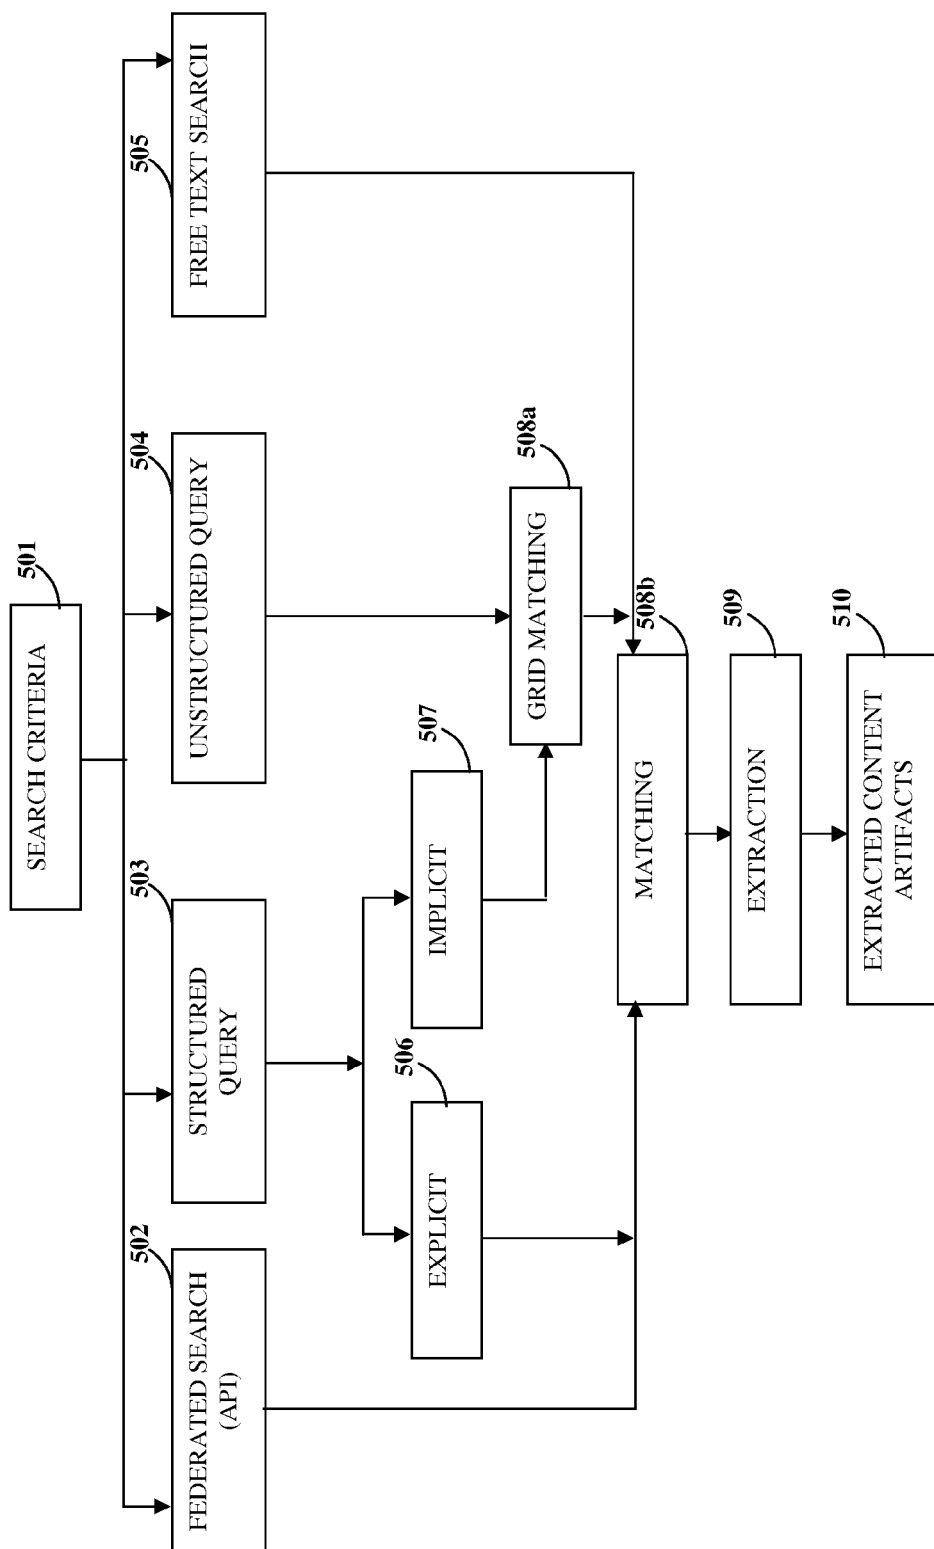 SEARCH CRITERIA
501
502
FEDERATED SEARCH
(API)
503
STRUCTURED
QUERY
504
UNSTRUCTURED QUERY
505
FREE TEXT SEARCH
506
EXPLICIT
507
IMPLICIT
508a
GRID MATCHING
508b
MATCHING
509
EXTRACTION
510
EXTRACTED CONTENT
ARTIFACTS